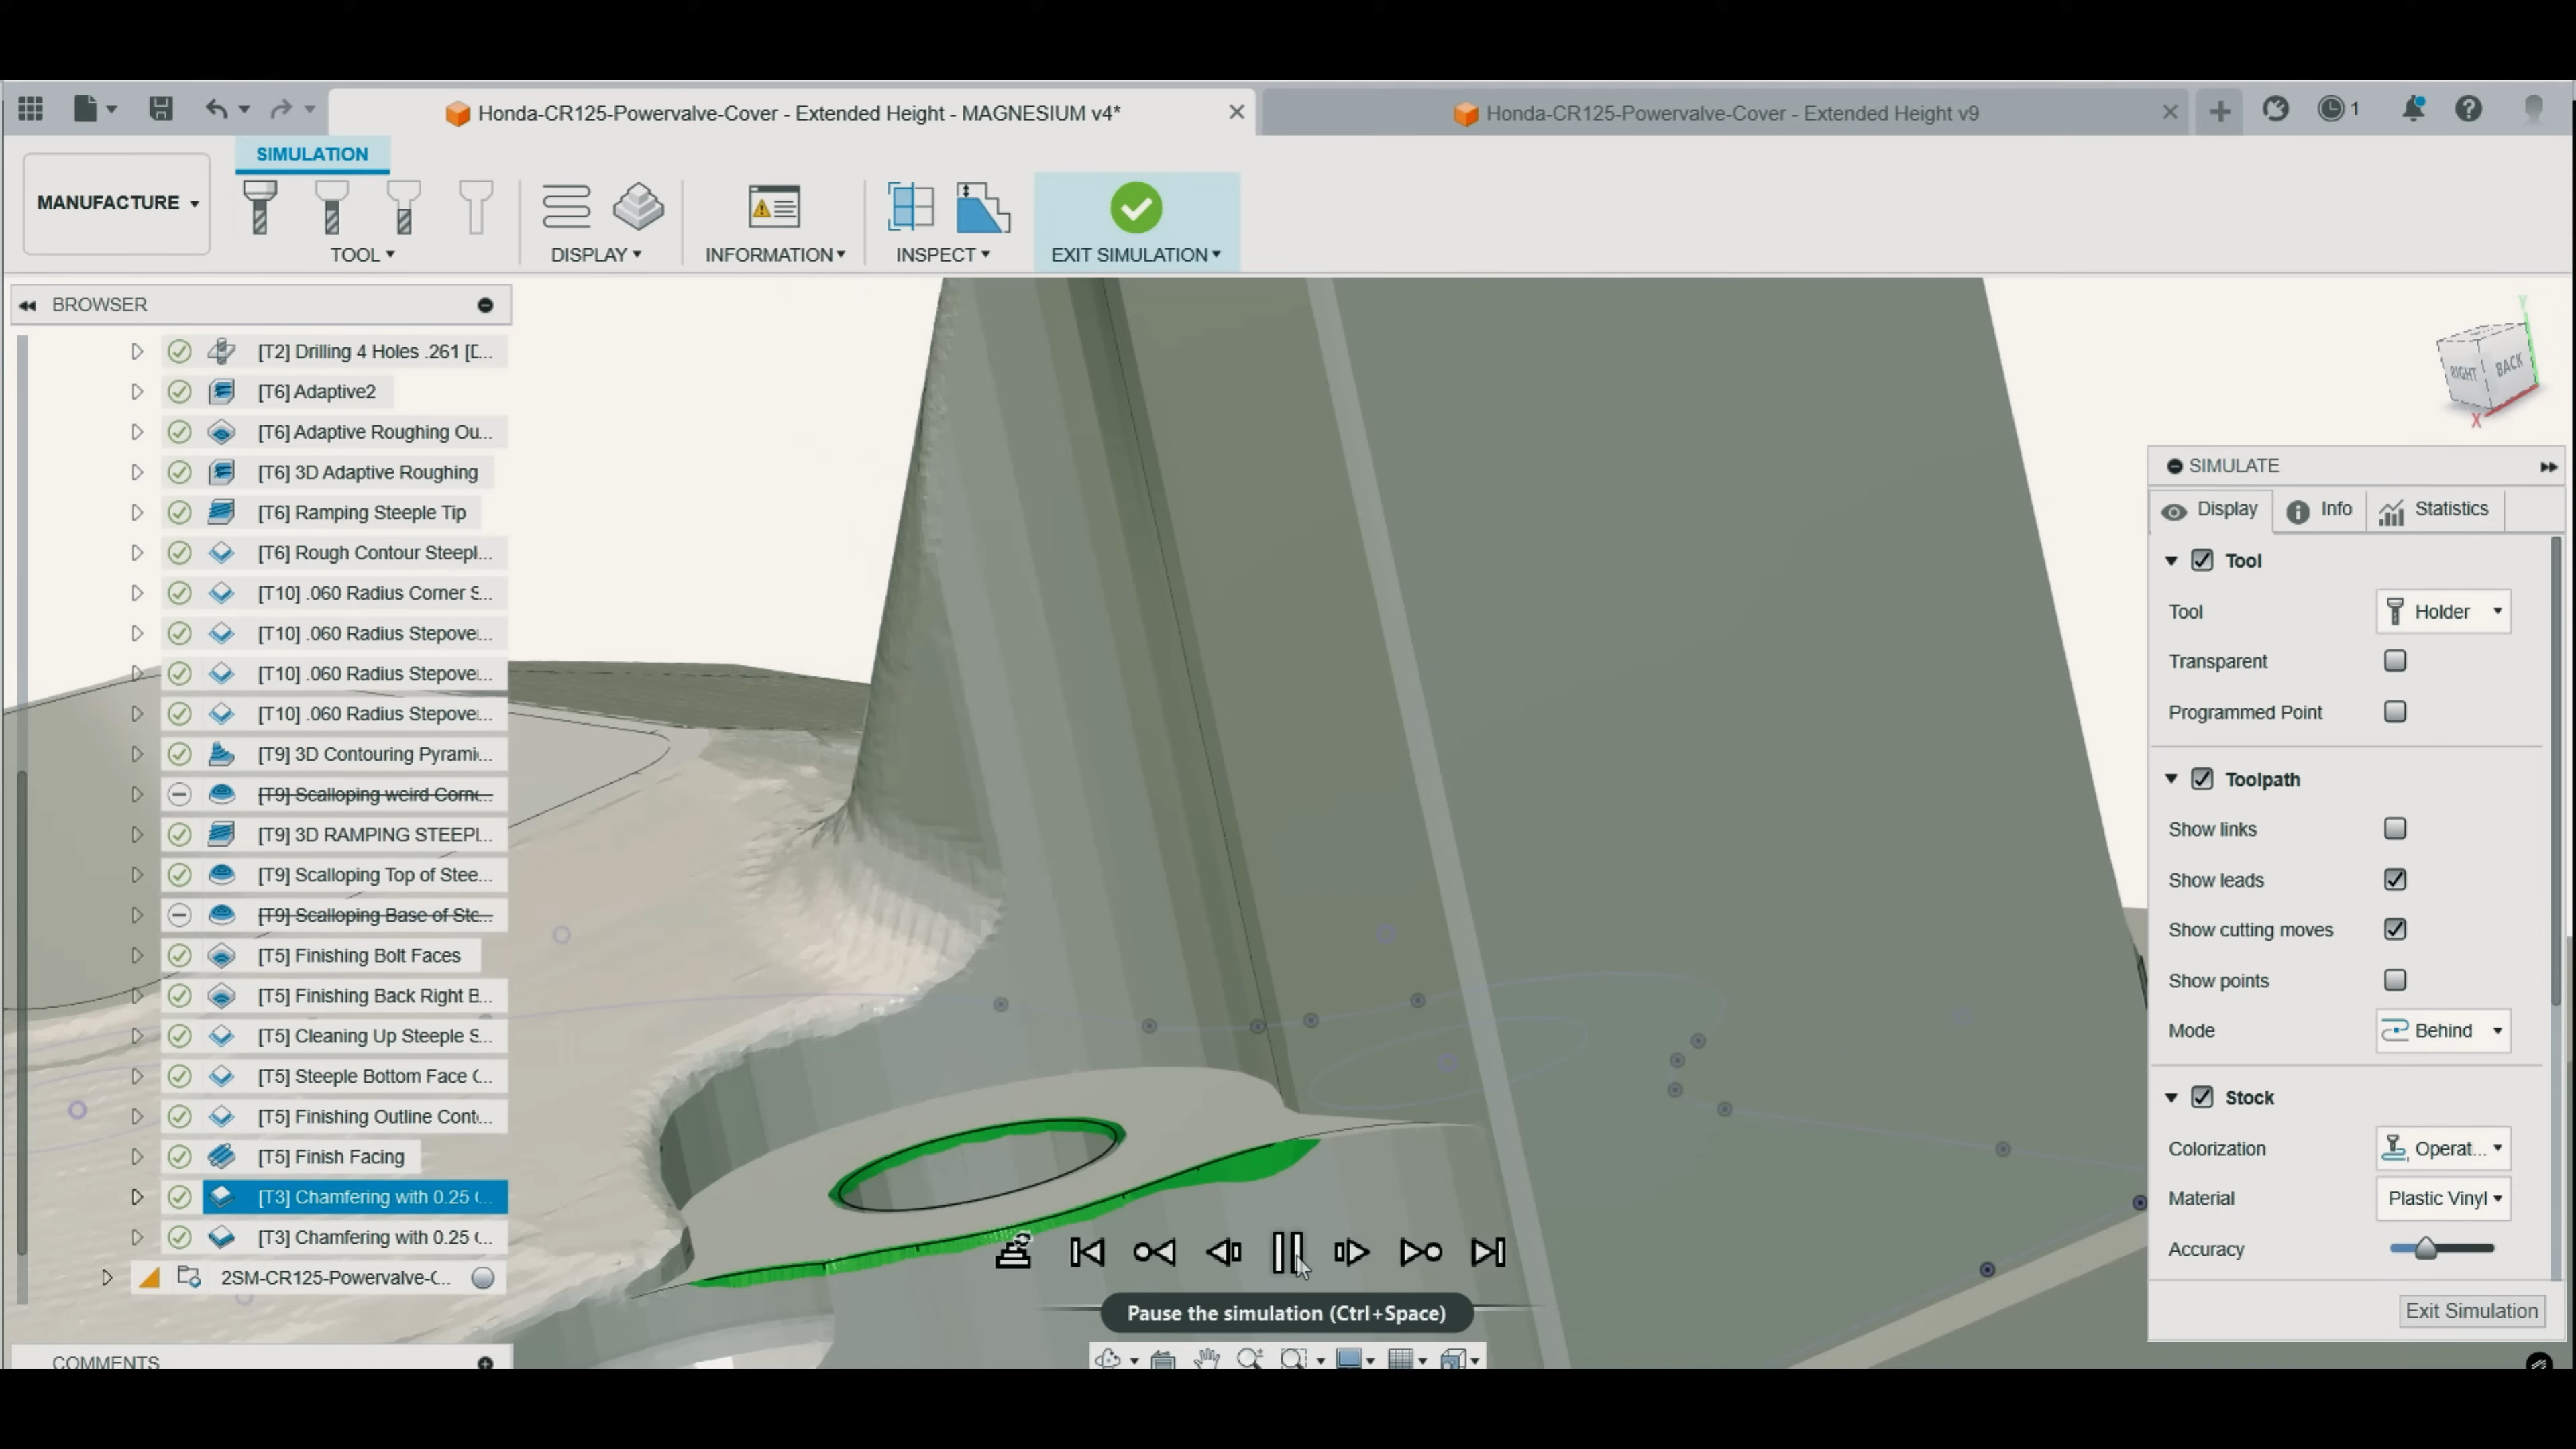 Honda-CR125-Powervalve-Cover - Extended Height - MAGNESIUM v4*
Honda-CR125-Powervalve-Cover - Extended Height v9
1
MANUFACTURE
SIMULATION
TOOL
DISPLAY
INFORMATION
INSPECT
EXIT SIMULATION
BROWSER
[T2] Drilling 4 Holes .261 [D...
[T6] Adaptive2
[T6] Adaptive Roughing Ou...
[T6] 3D Adaptive Roughing
[T6] Ramping Steeple Tip
[T6] Rough Contour Steepl...
[T10] .060 Radius Corner S...
[T10] .060 Radius Stepove...
[T10] .060 Radius Stepove...
[T10] .060 Radius Stepove...
[T9] 3D Contouring Pyrami...
[T9] Scalloping weird Corne...
[T9] 3D RAMPING STEEPL...
[T9] Scalloping Top of Stee...
[T9] Scalloping Base of Ste...
[T5] Finishing Bolt Faces
[T5] Finishing Back Right B...
[T5] Cleaning Up Steeple S...
[T5] Steeple Bottom Face C...
[T5] Finishing Outline Cont...
[T5] Finish Facing
[T3] Chamfering with 0.25 C...
[T3] Chamfering with 0.25 C...
2SM-CR125-Powervalve-C...
COMMENTS
Pause the simulation (Ctrl+Space)
Y
RIGHT
BACK
X
SIMULATE
Display
Info
Statistics
Tool
Tool
Holder
Transparent
Programmed Point
Toolpath
Show links
Show leads
Show cutting moves
Show points
Mode
Behind
Stock
Colorization
Operat...
Material
Plastic Vinyl
Accuracy
Exit Simulation